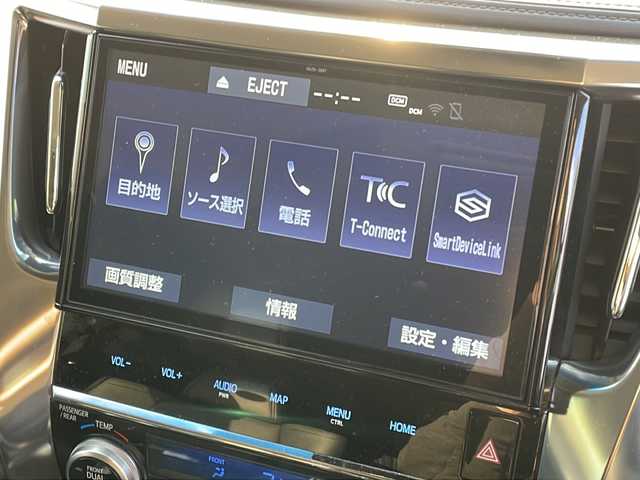 MENU
EJECT
--:--
DCM
DCM
目的地
ソース選択
電話
T-Connect
SmartDeviceLink
画質調整
情報
設定・編集
VOL-
VOL+
AUDIO
PWR
MAP
MENU
CTRL
HOME
PASSENGER
/REAR
TEMP
FRONT
DUAL
FRONT